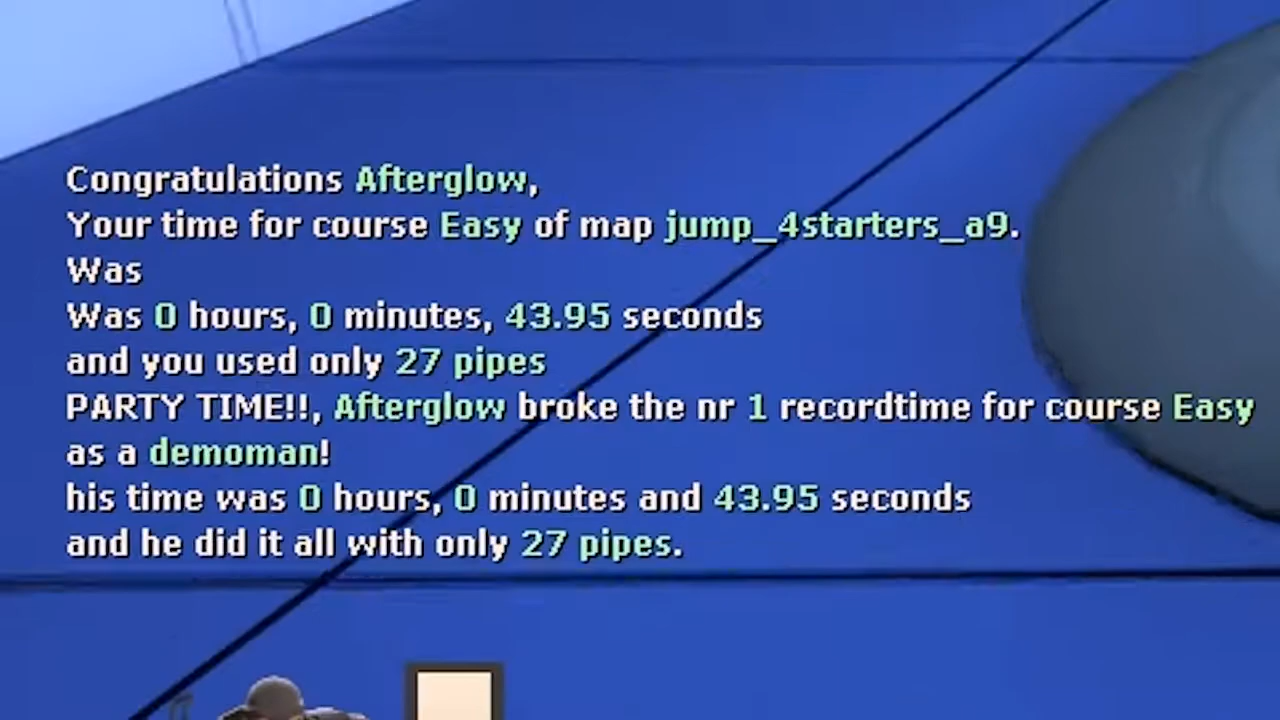 Congratulations Afterglow,
Your time for course Easy of map jump_4starters_a9.
Was
Was 0 hours, 0 minutes, 43.95 seconds
and you used only 27 pipes
PARTY TIME!!, Afterglow broke the nr 1 recordtime for course Easy
as a demoman!
his time was 0 hours, 0 minutes and 43.95 seconds
and he did it all with only 27 pipes.